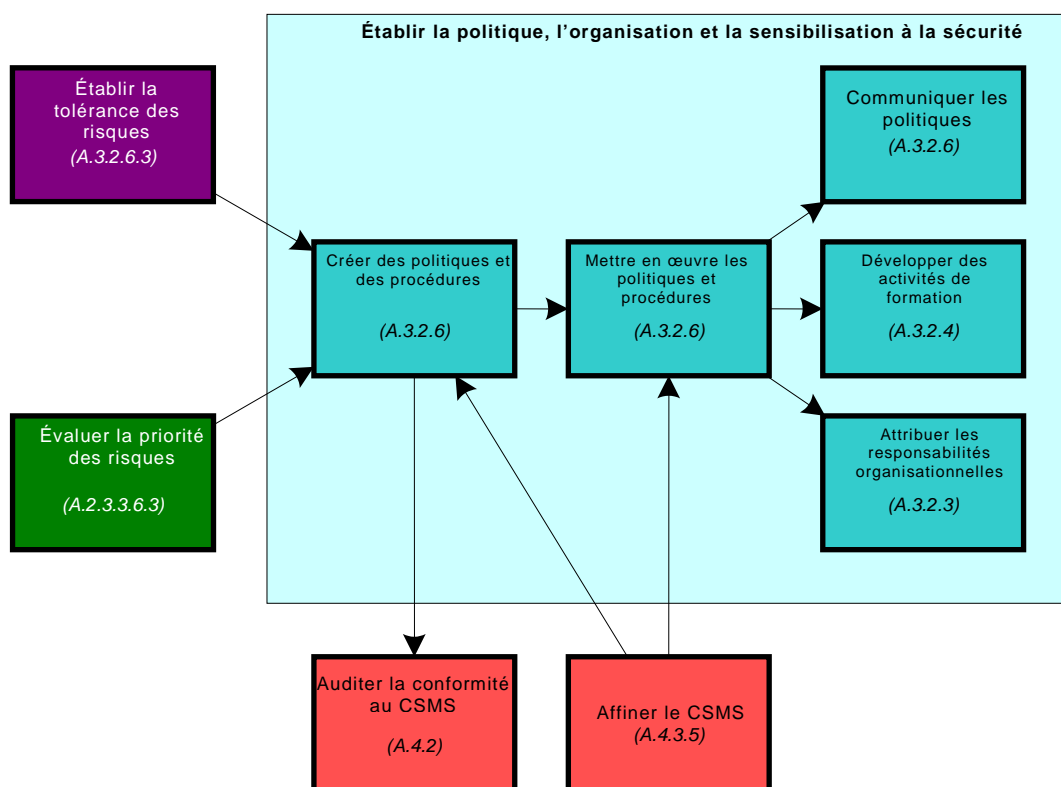 Établir la politique, l'organisation et la sensibilisation à la sécurité
Établir la
tolérance des
risques
(A.3.2.6.3)
Communiquer les
politiques
(A.3.2.6)
Créer des politiques et
des procédures
(A.3.2.6)
Mettre en œuvre les
politiques et
procédures
(A.3.2.6)
Développer des
activités de
formation
(A.3.2.4)
Évaluer la priorité
des risques
(A.2.3.3.6.3)
Attribuer les
responsabilités
organisationnelles
(A.3.2.3)
Auditer la conformité
au CSMS
(A.4.2)
Affiner le CSMS
(A.4.3.5)